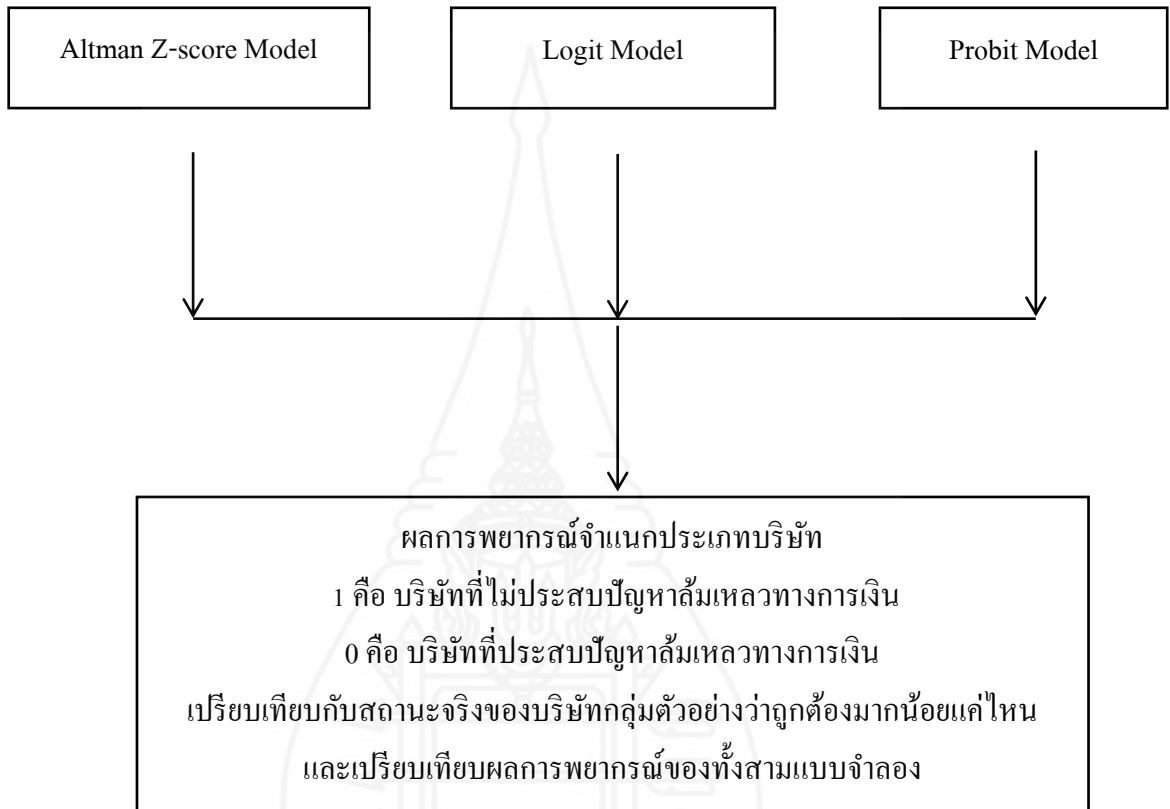 Altman Z-score Model
Logit Model
Probit Model
ผลการพยากรณ์จำแนกประเภทบริษัท
1 คือ บริษัทที่ไม่ประสบปัญหาล้มเหลวทางการเงิน
0 คือ บริษัทที่ประสบปัญหาล้มเหลวทางการเงิน
เปรียบเทียบกับสถานะจริงของบริษัทกลุ่มตัวอย่างว่าถูกต้องมากน้อยแค่ไหน
และเปรียบเทียบผลการพยากรณ์ของทั้งสามแบบจำลอง